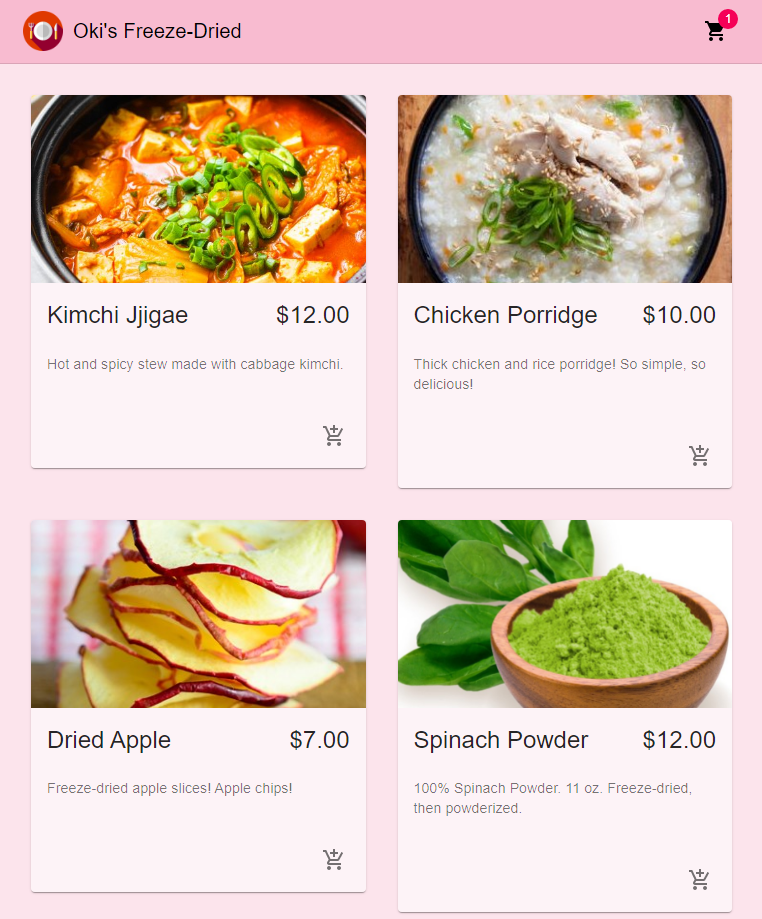 Oki's Freeze-Dried
1
Kimchi Jjigae $12.00
Hot and spicy stew made with cabbage kimchi.
Chicken Porridge $10.00
Thick chicken and rice porridge! So simple, so
delicious!
Dried Apple $7.00
Freeze-dried apple slices! Apple chips!
Spinach Powder $12.00
100% Spinach Powder. 11 oz. Freeze-dried,
then powderized.